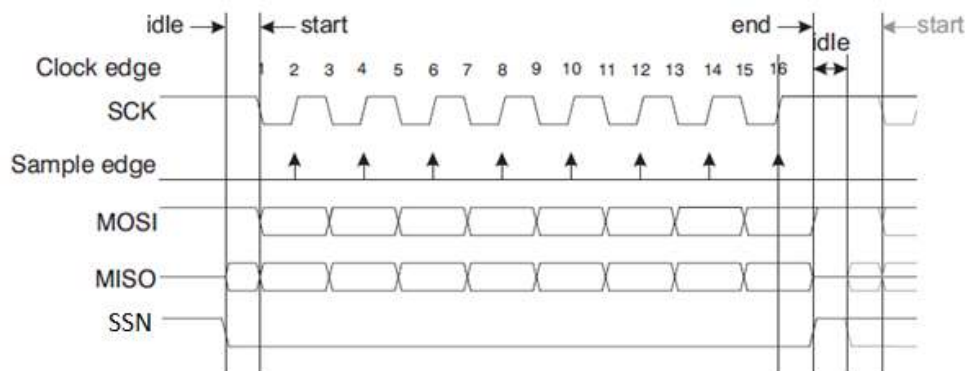 idle start end start
idle
Clock edge 1 2 3 4 5 6 7 8 9 10 11 12 13 14 15 16
SCK
Sample edge
MOSI
MISO
SSN